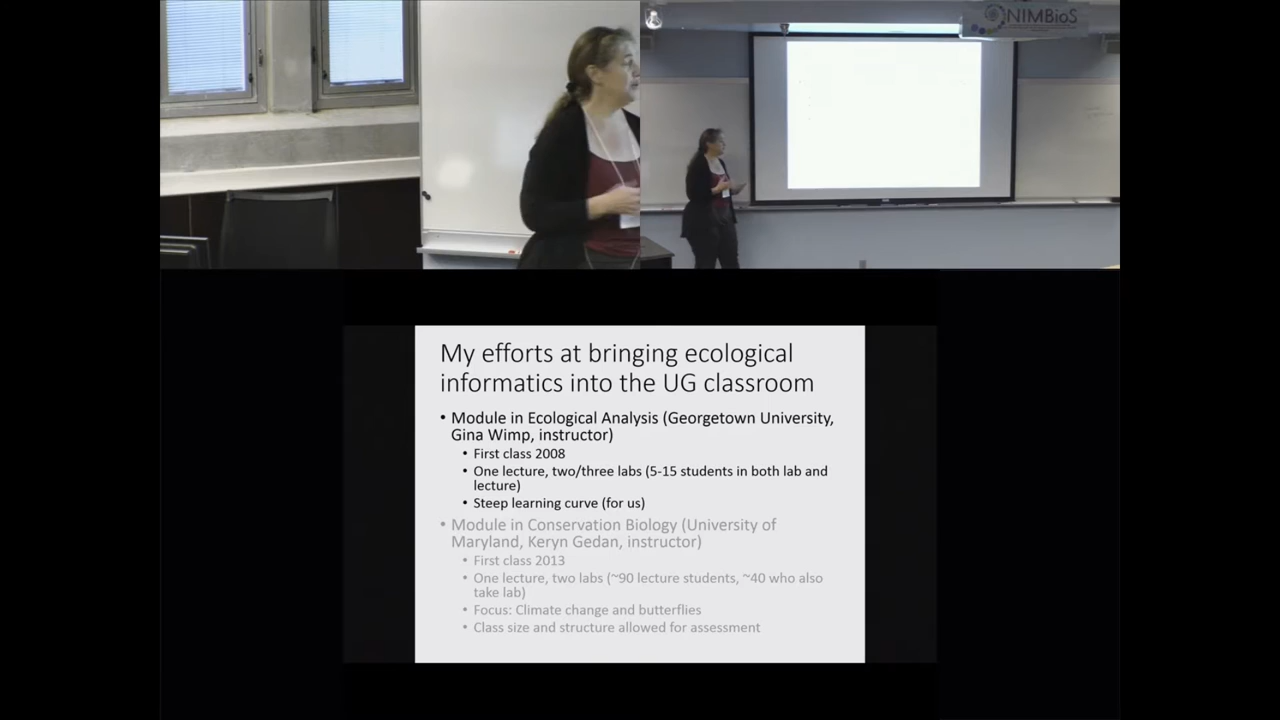 NIMBioS
My efforts at bringing ecological
informatics into the UG classroom
• Module in Ecological Analysis (Georgetown University,
Gina Wimp, instructor)
• First class 2008
• One lecture, two/three labs (5-15 students in both lab and
lecture)
• Steep learning curve (for us)
• Module in Conservation Biology (University of
Maryland, Keryn Gedan, instructor)
• First class 2013
• One lecture, two labs (~90 lecture students, ~40 who also
take lab)
• Focus: Climate change and butterflies
• Class size and structure allowed for assessment